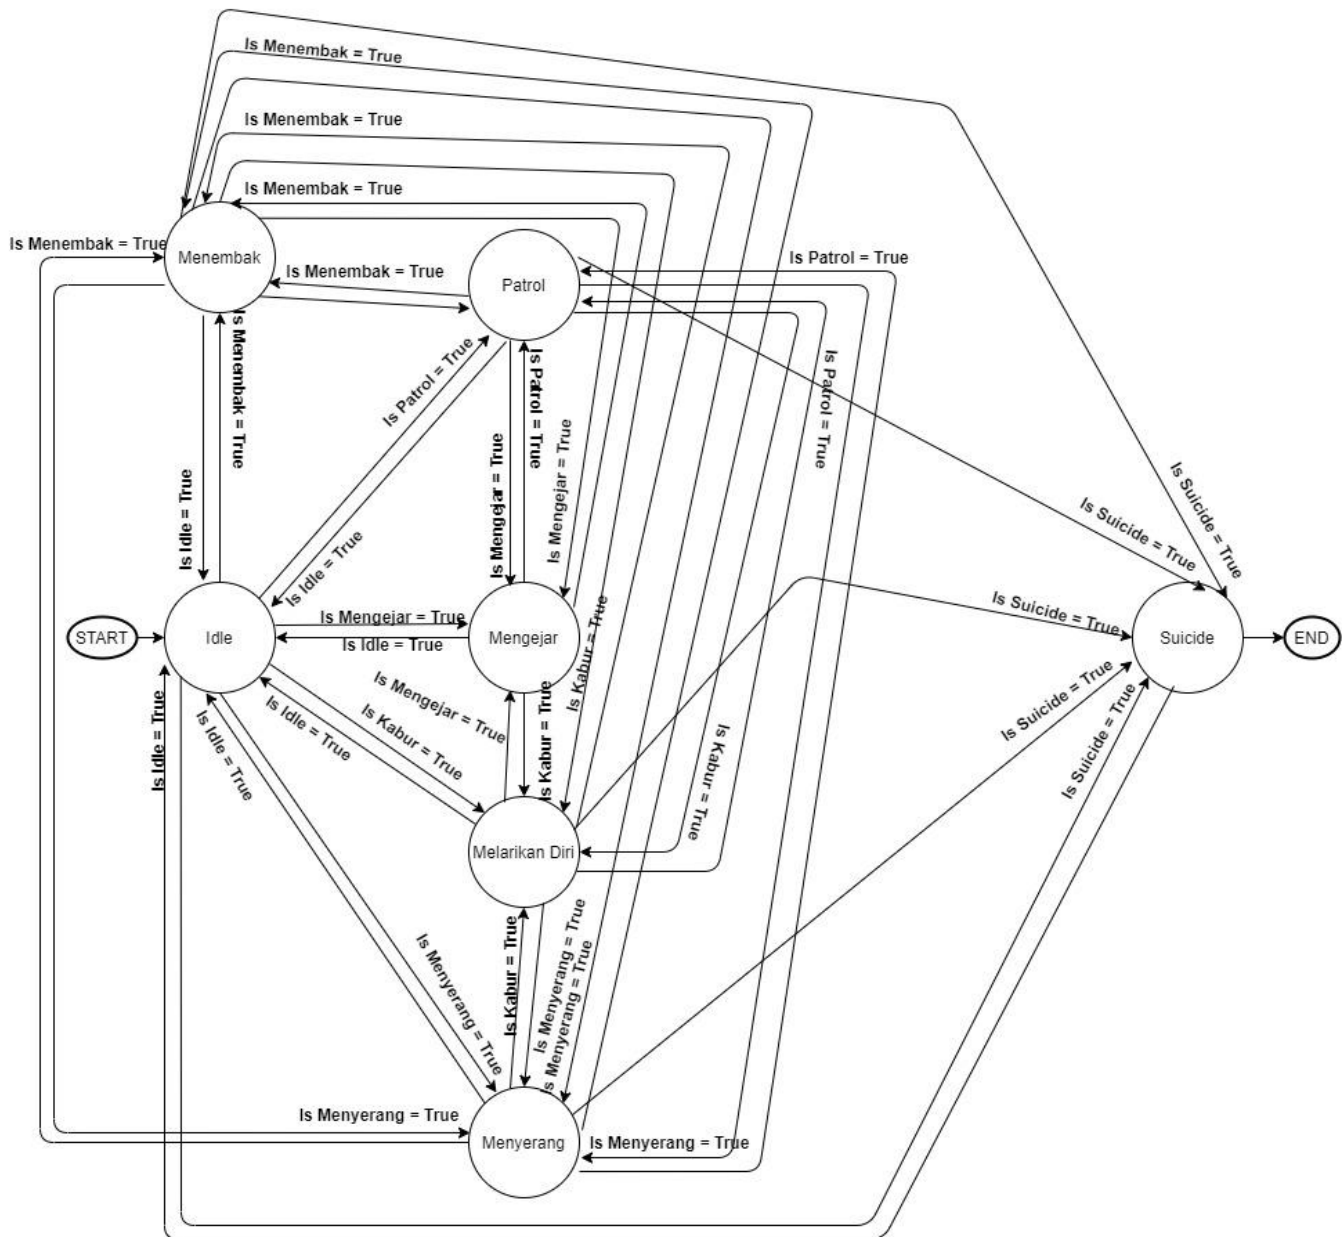 Is Menembak = True
Is Menembak = True
Is Menembak = True
Is Menembak = True
Is Menembak = True
Menembak
Is Menembak = True
Patrol
Is Patrol = True
Is Menembak = True
Is Patrol = True
Is Patrol = True
Is Patrol = True
Is Idle = True
Is Mengejar = True
Is Mengejar = True
Is Idle = True
Is Suicide = True
Is Suicide = True
Is Suicide = True
START
Idle
Is Mengejar = True
Is Idle = True
Mengejar
Is Kabur = True
Suicide
END
Is Mengejar = True
Is Kabur = True
Is Idle = True
Is Idle = True
Is Idle = True
Is Kabur = True
Is Kabur = True
Is Suicide = True
Is Suicide = True
Melarikan Diri
Is Menyerang = True
Is Kabur = True
Is Menyerang = True
Is Menyerang = True
Is Menyerang = True
Menyerang
Is Menyerang = True